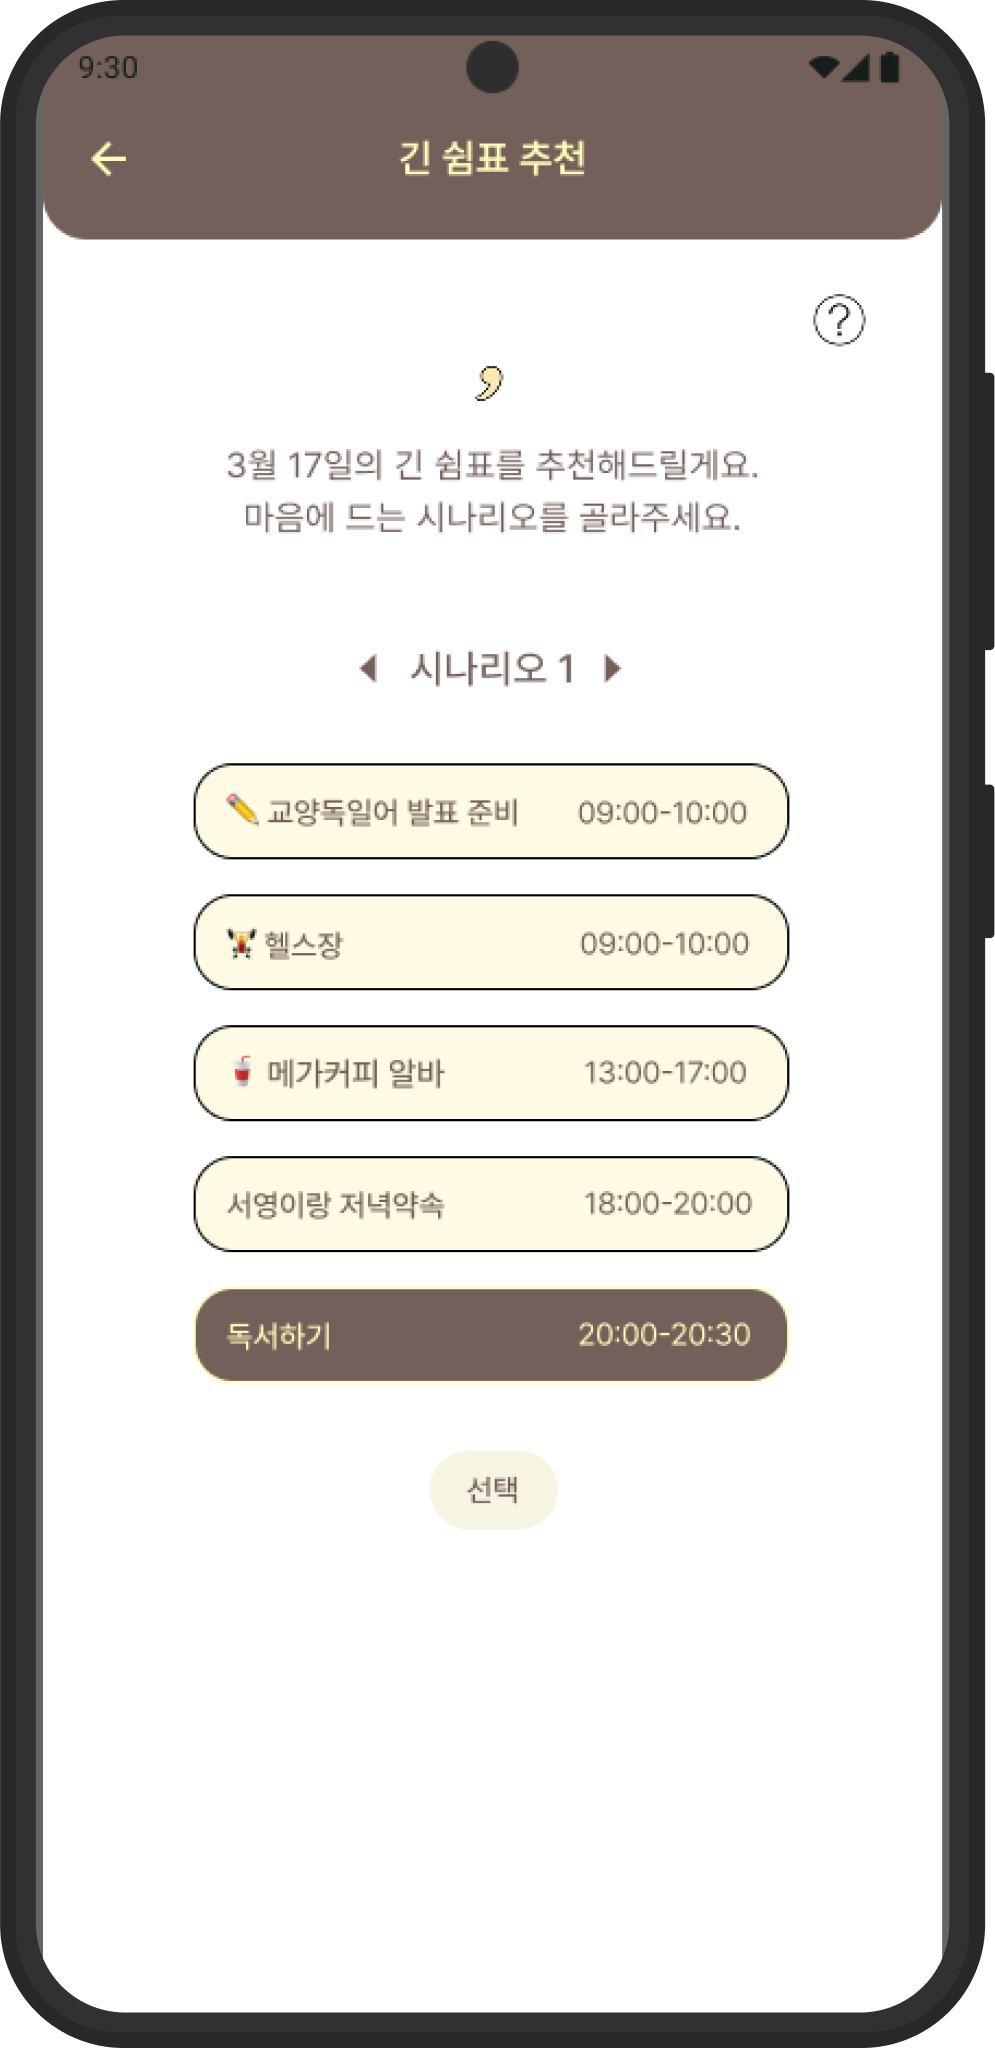 9:30
긴 쉼표 추천
?
,
3월 17일의 긴 쉼표를 추천해드릴게요.
마음에 드는 시나리오를 골라주세요.
시나리오 1
교양독일어 발표 준비 09:00-10:00
헬스장 09:00-10:00
메가커피 알바 13:00-17:00
서영이랑 저녁약속 18:00-20:00
독서하기 20:00-20:30
선택